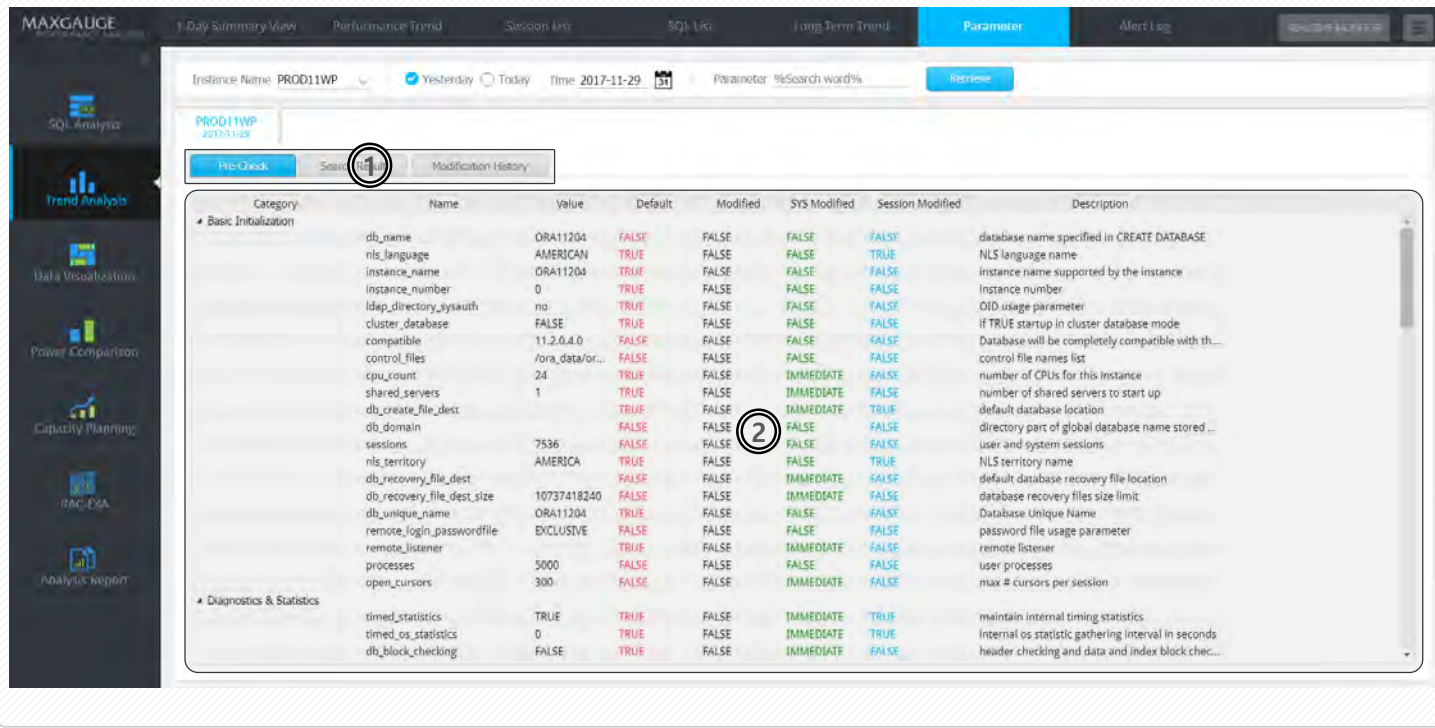 MAXGAUGE 1-Day Summary View Performance Trend Session List SQL List Long Term Trend Parameter Alert Log
Instance Name PROD11WP Yesterday Today Time 2017-11-29 31 Parameter %Search word% Retrieve
SQL Analysis
Trend Analysis
Data Visualization
Power Comparison
Capacity Planning
RAC-EXA
Analysis Report
PROD11WP
2017-11-29
Pre-Check Search Result Modification History
1
Category Name Value Default Modified SYS Modified Session Modified Description
Basic Initialization
db_name ORA11204 FALSE FALSE FALSE FALSE database name specified in CREATE DATABASE
nls_language AMERICAN TRUE FALSE FALSE TRUE NLS language name
instance_name ORA11204 TRUE FALSE FALSE FALSE instance name supported by the instance
instance_number 0 TRUE FALSE FALSE FALSE instance number
ldap_directory_sysauth no TRUE FALSE FALSE FALSE OID usage parameter
cluster_database FALSE TRUE FALSE FALSE FALSE if TRUE startup in cluster database mode
compatible 11.2.0.4.0 FALSE FALSE FALSE FALSE Database will be completely compatible with th...
control_files /ora_data/or... FALSE FALSE FALSE FALSE control file names list
cpu_count 24 TRUE FALSE IMMEDIATE FALSE number of CPUs for this instance
shared_servers 1 TRUE FALSE IMMEDIATE FALSE number of shared servers to start up
db_create_file_dest TRUE FALSE IMMEDIATE TRUE default database location
db_domain FALSE FALSE FALSE FALSE directory part of global database name stored ...
2
sessions 7536 FALSE FALSE FALSE FALSE user and system sessions
nls_territory AMERICA TRUE FALSE FALSE TRUE NLS territory name
db_recovery_file_dest FALSE FALSE IMMEDIATE FALSE default database recovery file location
db_recovery_file_dest_size 10737418240 FALSE FALSE IMMEDIATE FALSE database recovery files size limit
db_unique_name ORA11204 TRUE FALSE FALSE FALSE Database Unique Name
remote_login_passwordfile EXCLUSIVE FALSE FALSE FALSE FALSE password file usage parameter
remote_listener TRUE FALSE IMMEDIATE FALSE remote listener
processes 5000 FALSE FALSE FALSE FALSE user processes
open_cursors 300 FALSE FALSE IMMEDIATE FALSE max # cursors per session
Diagnostics & Statistics
timed_statistics TRUE TRUE FALSE IMMEDIATE TRUE maintain internal timing statistics
timed_os_statistics 0 TRUE FALSE IMMEDIATE TRUE internal os statistic gathering interval in seconds
db_block_checking FALSE TRUE FALSE IMMEDIATE FALSE header checking and data and index block chec...